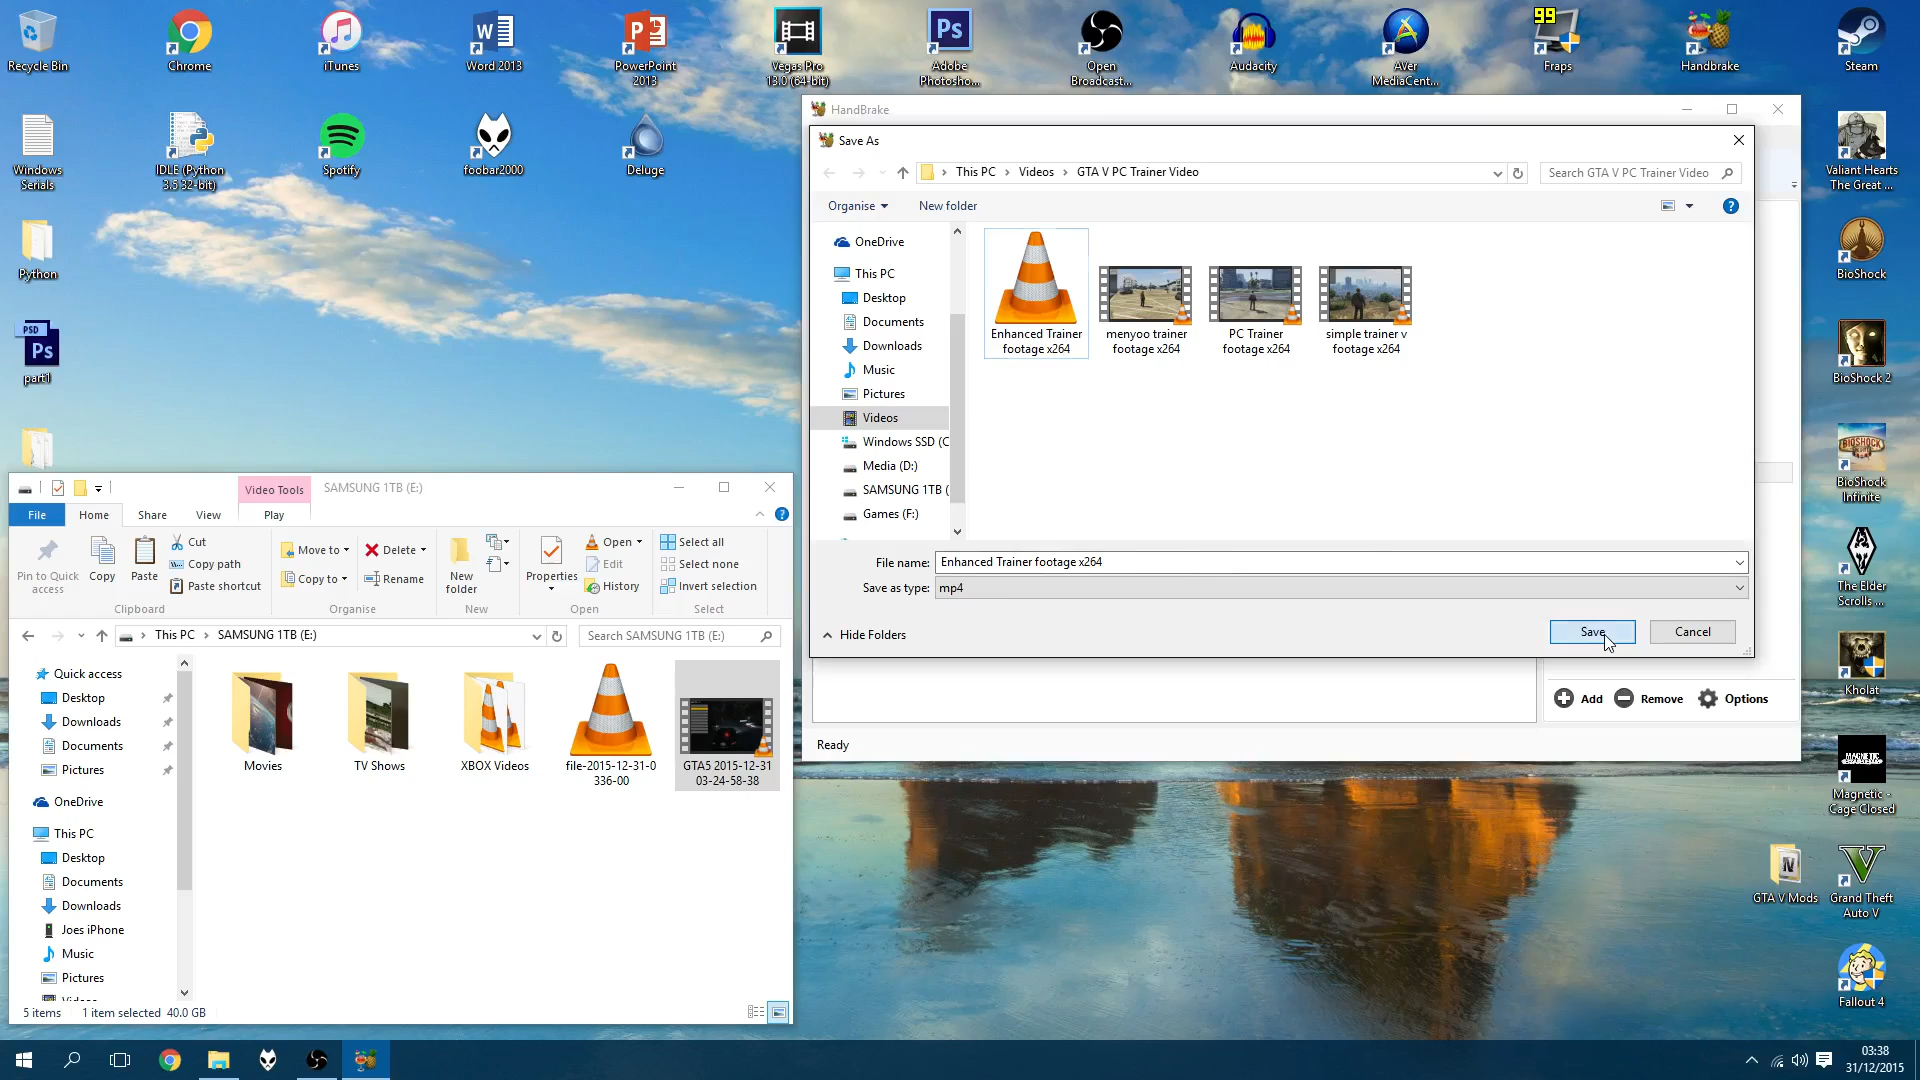 Recycle Bin
Chrome
iTunes
Word 2013
PowerPoint
2013
Vegas Pro
13.0 (64-bit)
Ps
Adobe
Photosho...
Open
Broadcast...
Audacity
AVer
MediaCent...
99
Fraps
Handbrake
Steam
Windows
Serials
IDLE (Python
3.5 32-bit)
Spotify
foobar2000
Deluge
Python
PSD
Ps
part1
Valiant Hearts
The Great ...
BioShock
BioShock 2
BIOSHOCK
BioShock
Infinite
The Elder
Scrolls ...
Kholat
Magnetic -
Cage Closed
GTA V Mods
Grand Theft
Auto V
Fallout 4
HandBrake
Save As
This PC
Videos
GTA V PC Trainer Video
Search GTA V PC Trainer Video
Organise
New folder
OneDrive
This PC
Desktop
Documents
Downloads
Music
Pictures
Videos
Windows SSD (C
Media (D:)
SAMSUNG 1TB (
Games (F:)
Enhanced Trainer
footage x264
menyoo trainer
footage x264
PC Trainer
footage x264
simple trainer v
footage x264
File name:
Enhanced Trainer footage x264
Save as type:
mp4
Hide Folders
Save
Cancel
Add
Remove
Options
Ready
Video Tools
SAMSUNG 1TB (E:)
File
Home
Share
View
Play
Pin to Quick
access
Copy
Paste
Cut
Copy path
Paste shortcut
Clipboard
Move to
Copy to
Delete
Rename
Organise
New
folder
New
Properties
Open
Edit
History
Open
Select all
Select none
Invert selection
Select
This PC
SAMSUNG 1TB (E:)
Search SAMSUNG 1TB (E:)
Quick access
Desktop
Downloads
Documents
Pictures
OneDrive
This PC
Desktop
Documents
Downloads
Joes iPhone
Music
Pictures
Videos
Movies
TV Shows
XBOX Videos
file-2015-12-31-0
336-00
GTA5 2015-12-31
03-24-58-38
5 items
1 item selected 40.0 GB
03:38
31/12/2015